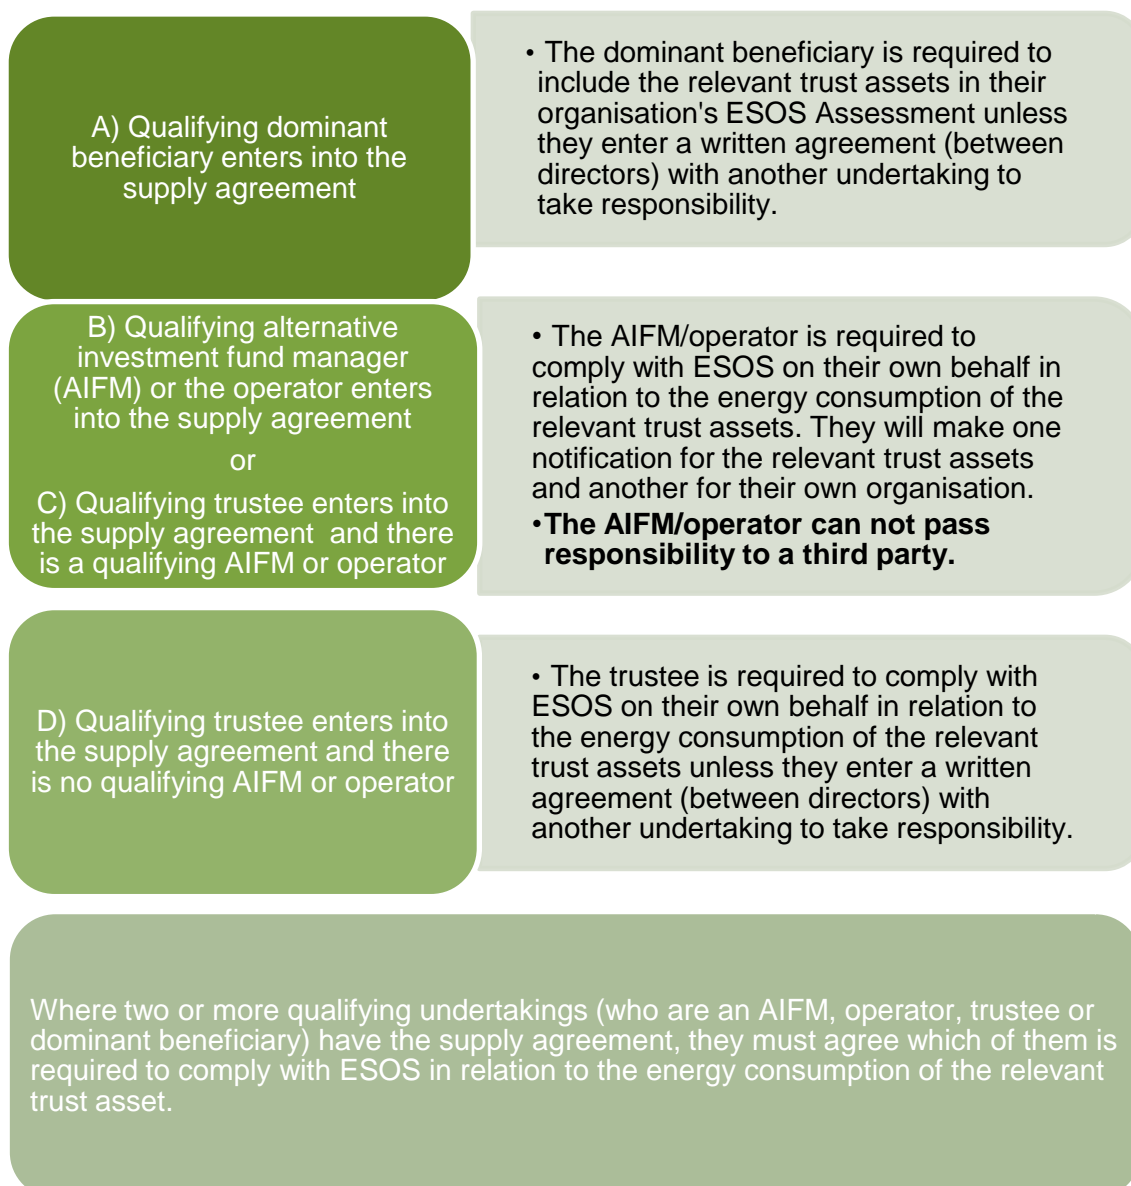 A) Qualifying dominant
beneficiary enters into the
supply agreement
• The dominant beneficiary is required to
include the relevant trust assets in their
organisation's ESOS Assessment unless
they enter a written agreement (between
directors) with another undertaking to
take responsibility.
B) Qualifying alternative
investment fund manager
(AIFM) or the operator enters
into the supply agreement
or
C) Qualifying trustee enters into
the supply agreement and there
is a qualifying AIFM or operator
• The AIFM/operator is required to
comply with ESOS on their own behalf in
relation to the energy consumption of the
relevant trust assets. They will make one
notification for the relevant trust assets
and another for their own organisation.
•The AIFM/operator can not pass
responsibility to a third party.
D) Qualifying trustee enters into
the supply agreement and there
is no qualifying AIFM or operator
• The trustee is required to comply with
ESOS on their own behalf in relation to
the energy consumption of the relevant
trust assets unless they enter a written
agreement (between directors) with
another undertaking to take responsibility.
Where two or more qualifying undertakings (who are an AIFM, operator, trustee or
dominant beneficiary) have the supply agreement, they must agree which of them is
required to comply with ESOS in relation to the energy consumption of the relevant
trust asset.